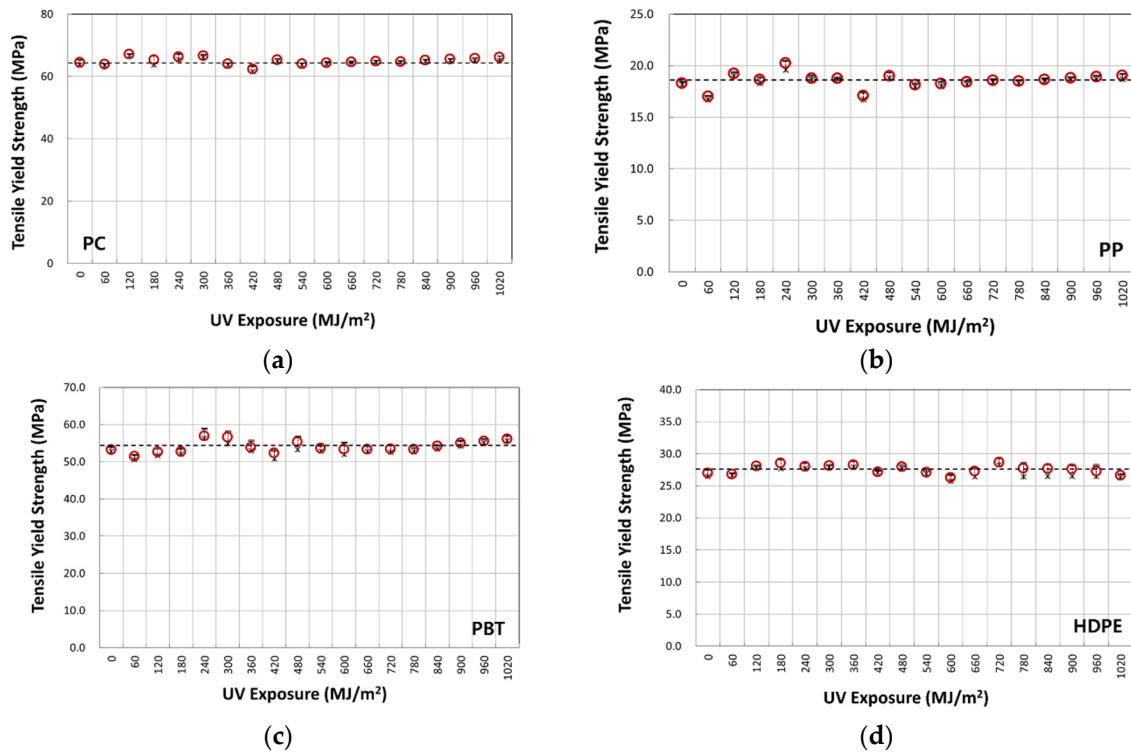 Tensile Yield Strength (MPa)
80
60
40
20
0
PC
0 60 120 180 240 300 360 420 480 540 600 660 720 780 840 900 960 1020
UV Exposure (MJ/m²)
(a)
Tensile Yield Strength (MPa)
25.0
20.0
15.0
10.0
5.0
0.0
PP
0 60 120 180 240 300 360 420 480 540 600 660 720 780 840 900 960 1020
UV Exposure (MJ/m²)
(b)
Tensile Yield Strength (MPa)
70.0
60.0
50.0
40.0
30.0
20.0
10.0
0.0
PBT
0 60 120 180 240 300 360 420 480 540 600 660 720 780 840 900 960 1020
UV Exposure (MJ/m²)
(c)
Tensile Yield Strength (MPa)
40.0
35.0
30.0
25.0
20.0
15.0
10.0
5.0
0.0
HDPE
0 60 120 180 240 300 360 420 480 540 600 660 720 780 840 900 960 1020
UV Exposure (MJ/m²)
(d)